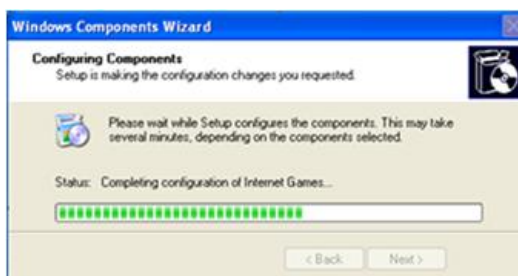 Windows Components Wizard
Configuring Components
Setup is making the configuration changes you requested.
Please wait while Setup configures the components. This may take
several minutes, depending on the components selected.
Status: Completing configuration of Internet Games...
< Back Next >